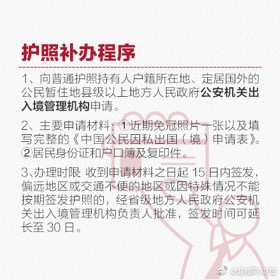 护照补办程序
1、向普通护照持有人户籍所在地、定居国外的
公民暂住地县级以上地方人民政府公安机关出
入境管理机构申请。
2、主要申请材料：①近期免冠照片一张以及填
写完整的《中国公民因私出国（境）申请表》。
②居民身份证和户口簿及复印件。
3、办理时限：收到申请材料之日起 15 日内签发，
偏远地区或交通不便的地区或因特殊情况不能
按期签发护照的，经省级地方人民政府公安机
关出入境管理机构负责人批准，签发时间可延
长至 30 日。